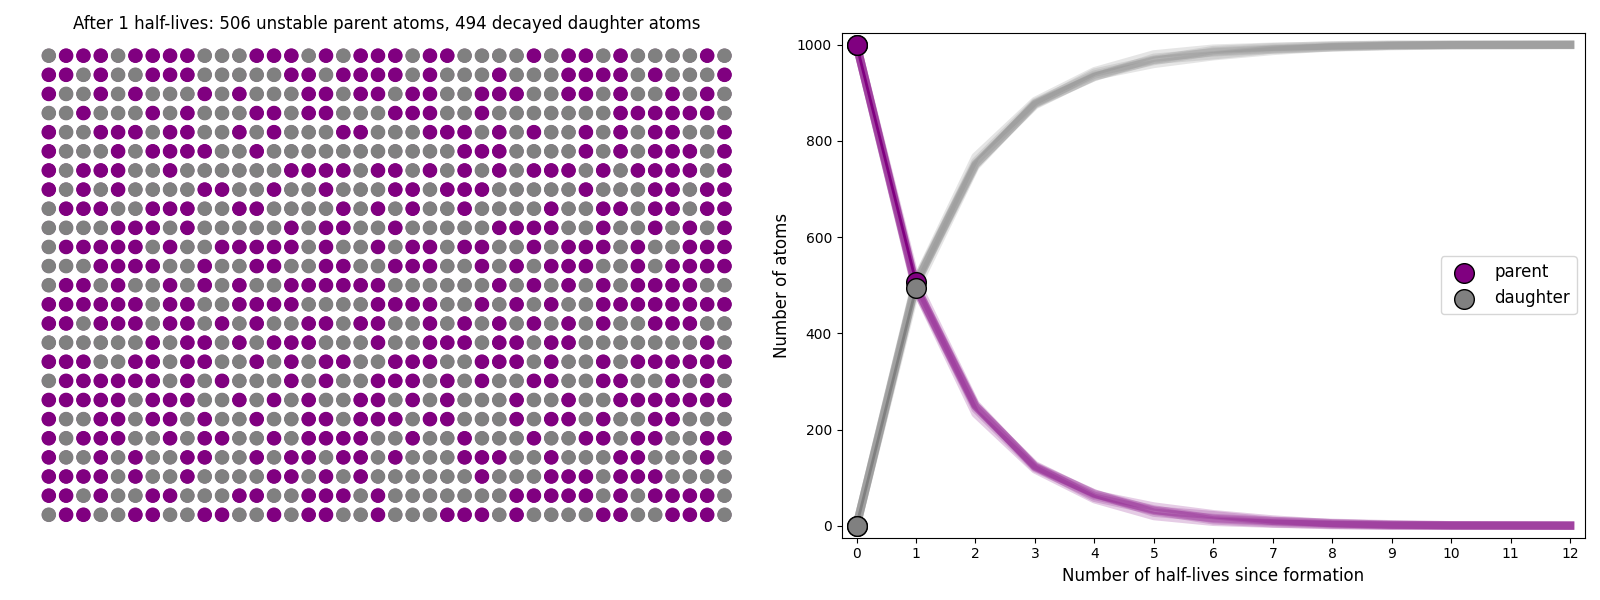 After 1 half-lives: 506 unstable parent atoms, 494 decayed daughter atoms
1000
800
600
400
200
0
Number of atoms
parent
daughter
0 1 2 3 4 5 6 7 8 9 10 11 12
Number of half-lives since formation